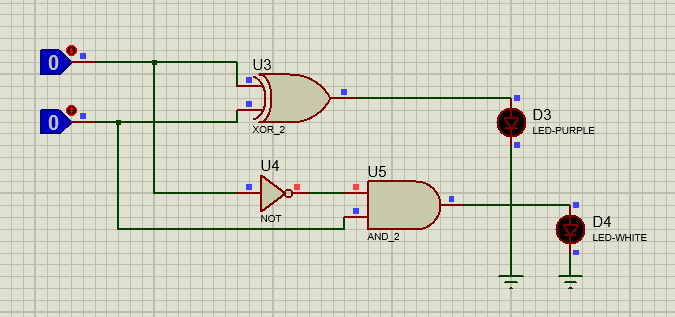 0
U3
0
D3
XOR_2
LED-PURPLE
U4
U5
D4
NOT
AND_2
LED-WHITE